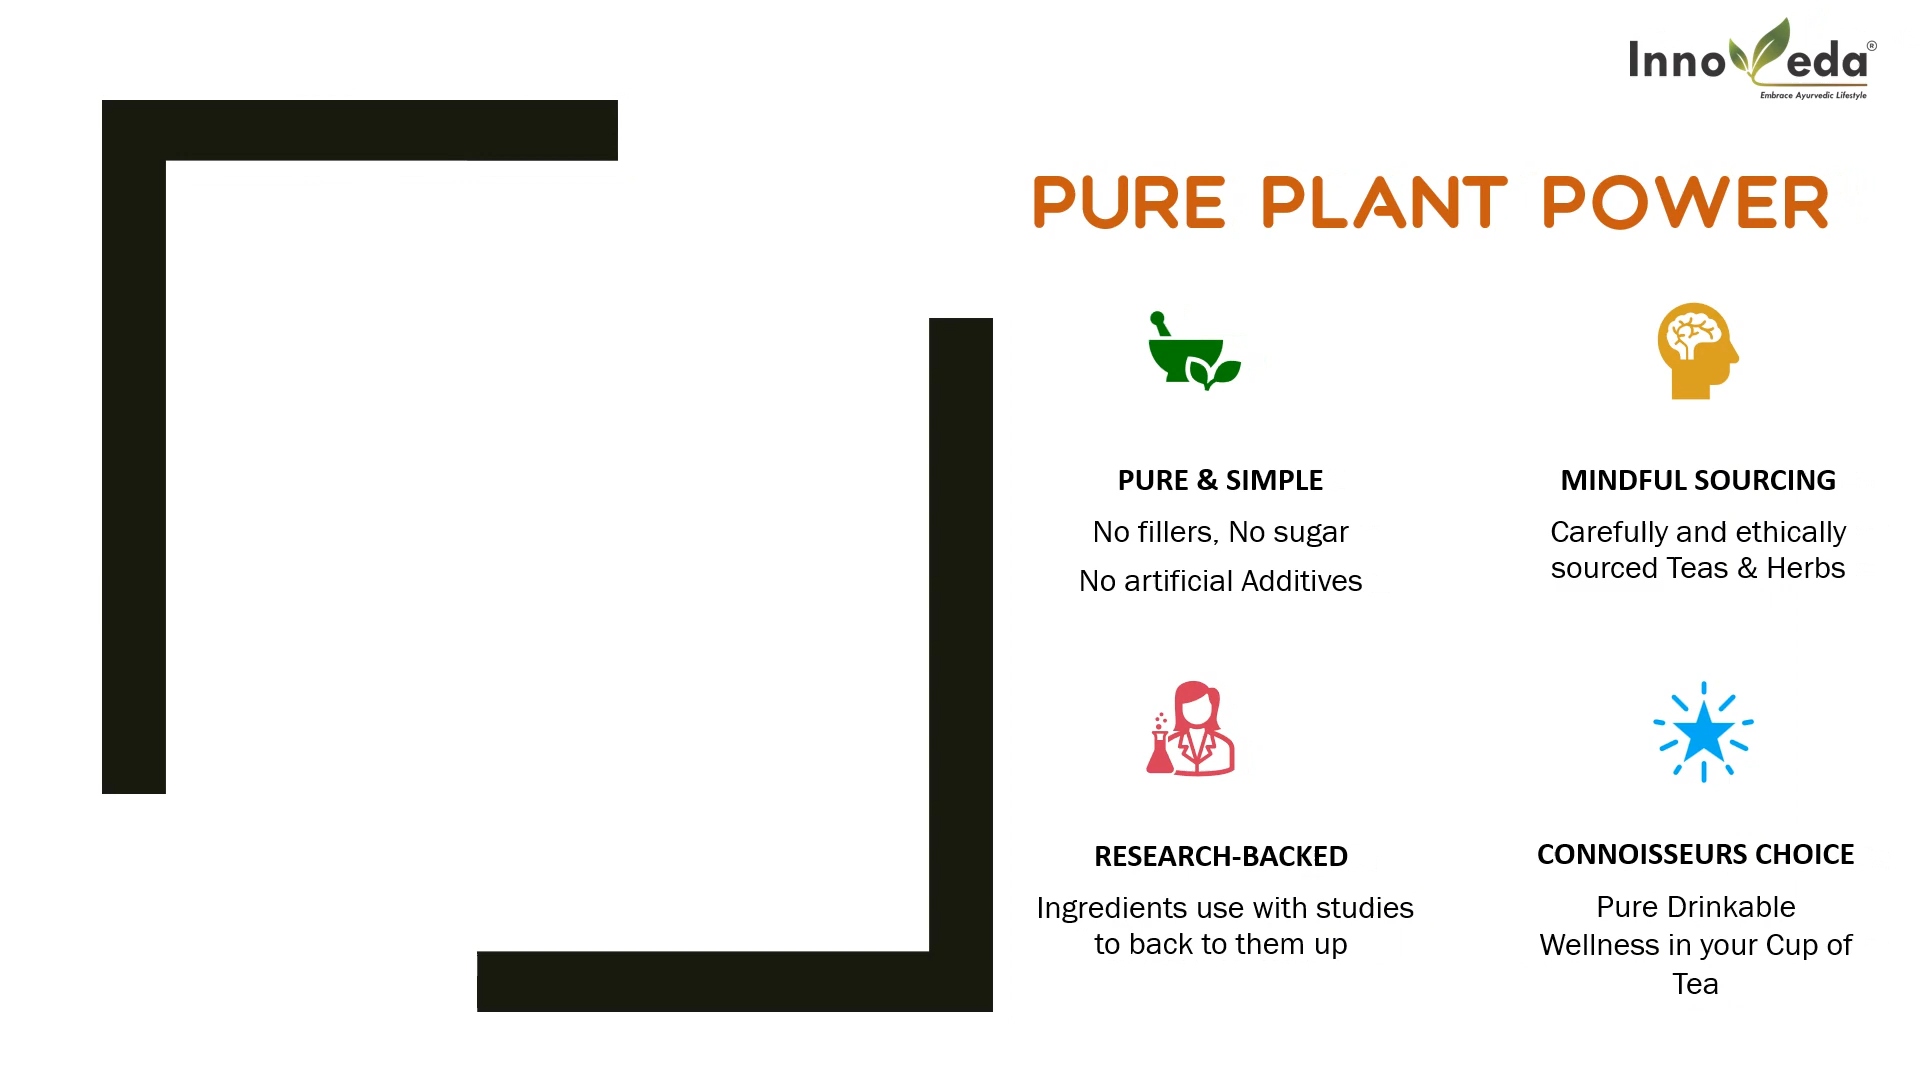 InnoVeda®
Embrace Ayurvedic Lifestyle
PURE PLANT POWER
PURE & SIMPLE
No fillers, No sugar
No artificial Additives
MINDFUL SOURCING
Carefully and ethically
sourced Teas & Herbs
RESEARCH-BACKED
Ingredients use with studies
to back to them up
CONNOISSEURS CHOICE
Pure Drinkable
Wellness in your Cup of
Tea